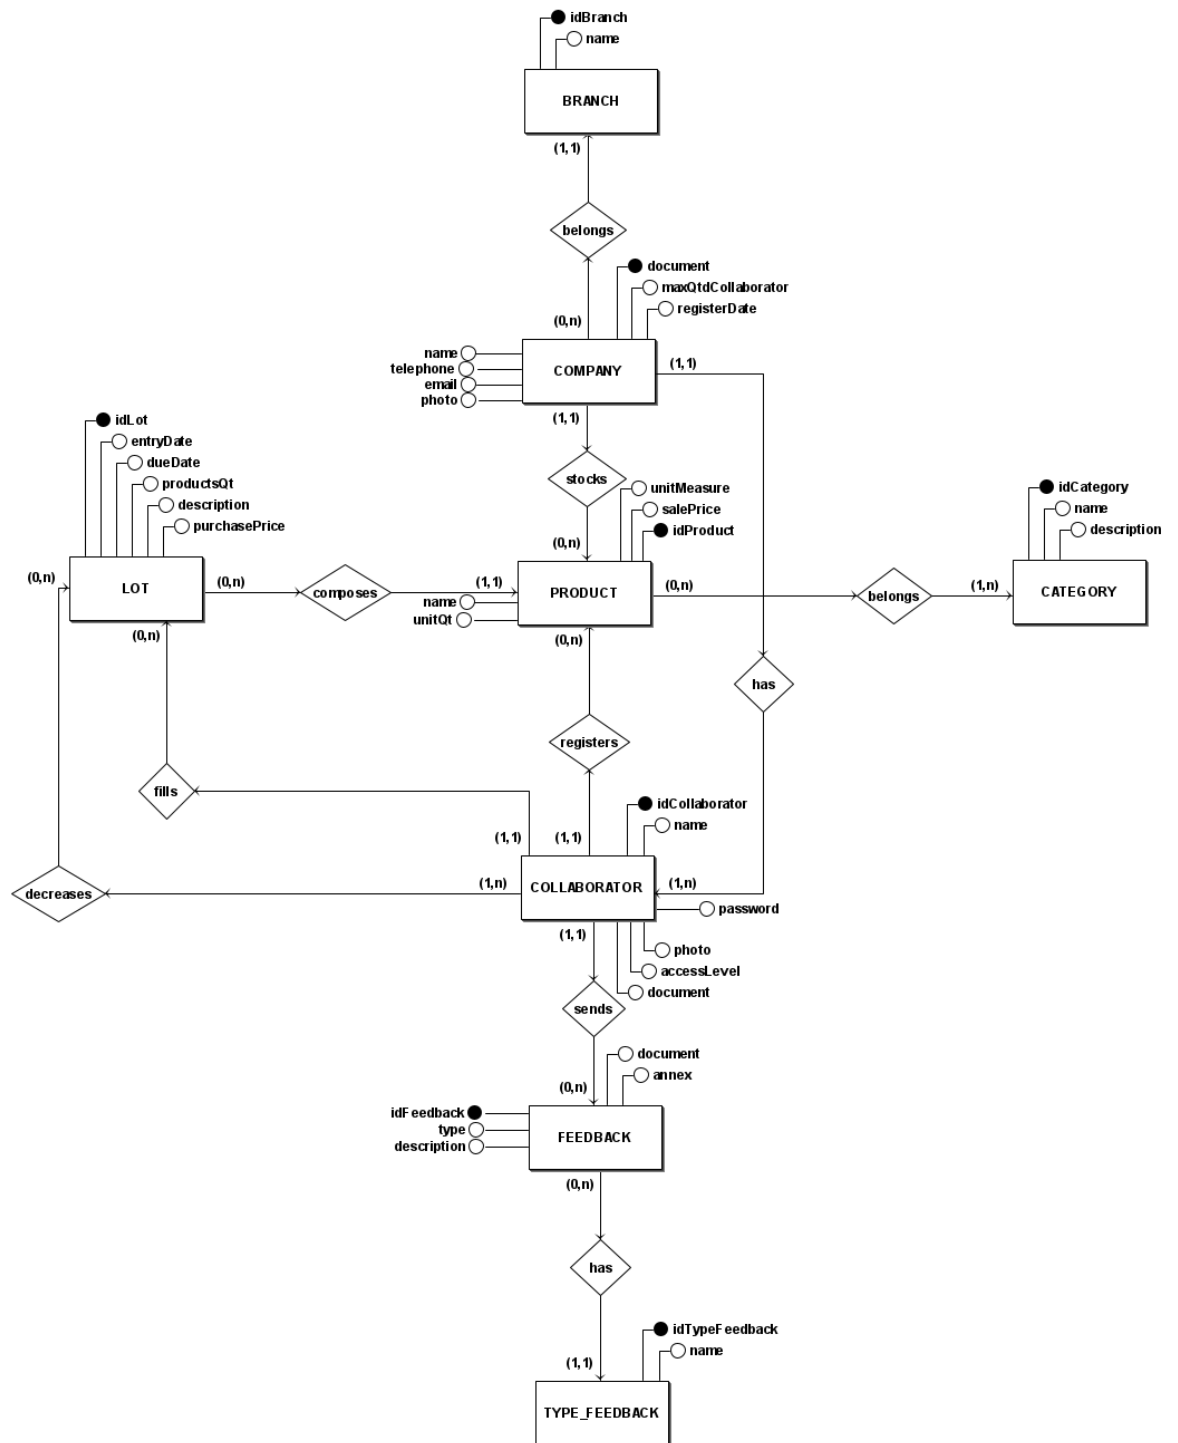 idBranch
name
BRANCH
(1,1)
belongs
document
maxQtdCollaborator
registerDate
(0,n)
name
telephone
email
photo
COMPANY
(1,1)
(1,1)
idLot
entryDate
dueDate
productsQt
description
purchasePrice
stocks
unitMeasure
salePrice
idProduct
idCategory
name
description
(0,n)
(0,n)
LOT
(0,n)
composes
(1,1)
name
unitQt
PRODUCT
(0,n)
belongs
(1,n)
CATEGORY
(0,n)
(0,n)
has
registers
fills
idCollaborator
name
(1,1)
(1,1)
decreases
(1,n)
COLLABORATOR
(1,n)
password
(1,1)
photo
accessLevel
document
sends
document
annex
(0,n)
idFeedback
type
description
FEEDBACK
(0,n)
has
idTypeFeedback
name
(1,1)
TYPE_FEEDBACK